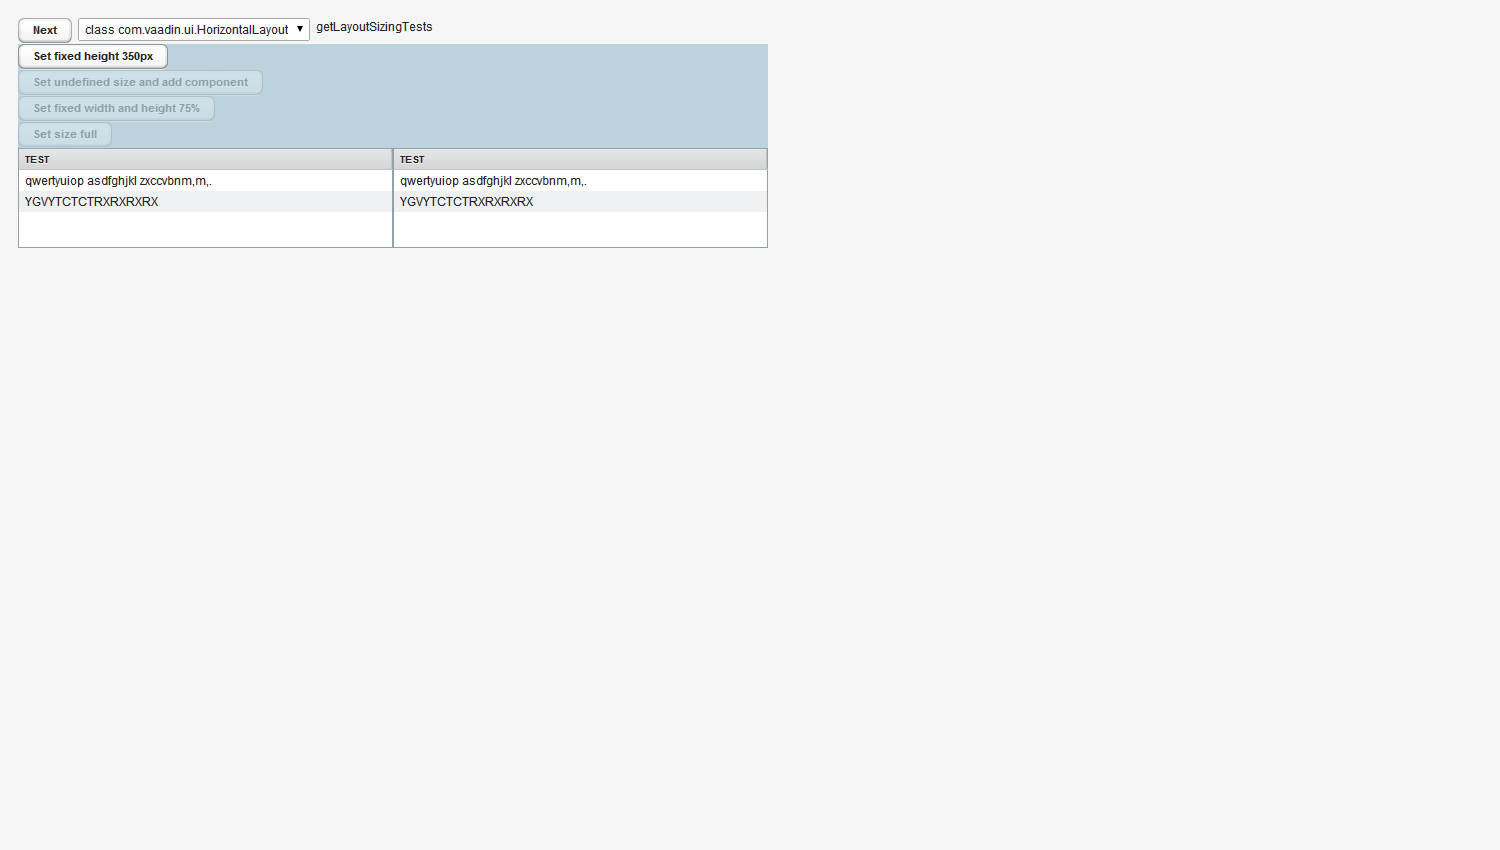 Next class com.vaadin.ui.HorizontalLayout getLayoutSizingTests
Set fixed height 350px
Set undefined size and add component
Set fixed width and height 75%
Set size full
TEST TEST
qwertyuiop asdfghjkl zxccvbnm,m,. qwertyuiop asdfghjkl zxccvbnm,m,.
YGVYTCTCTRXRXRXRX YGVYTCTCTRXRXRXRX